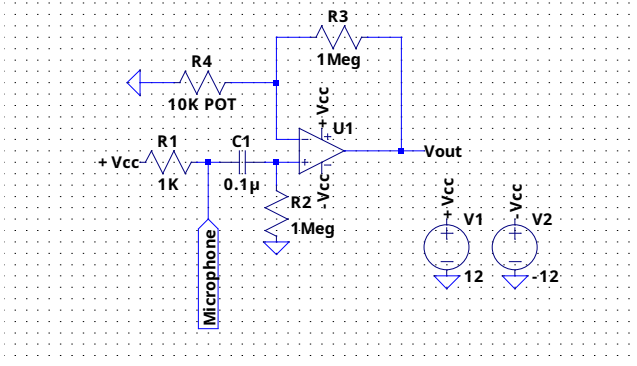 R3
1Meg
R4
10K POT
+ Vcc
U1
+
R1
C1
+ Vcc
1K
0.1µ
−
+
−
Vout
-Vcc
R2
1Meg
Microphone
+Vcc
-Vcc
V1
V2
+
−
12
+
−
-12